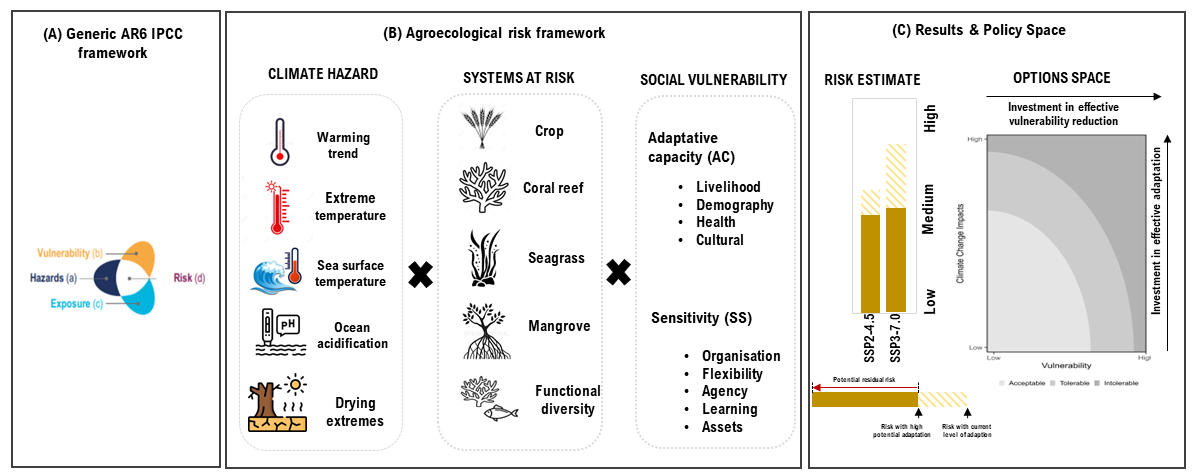 (A) Generic AR6 IPCC
framework
Vulnerability (b)
Hazards (a)
Risk (d)
Exposure (c)
(B) Agroecological risk framework
CLIMATE HAZARD
Warming
trend
Extreme
temperature
Sea surface
temperature
pH
Ocean
acidification
Drying
extremes
SYSTEMS AT RISK
Crop
Coral reef
Seagrass
Mangrove
Functional
diversity
SOCIAL VULNERABILITY
Adaptative
capacity (AC)
• Livelihood
• Demography
• Health
• Cultural
Sensitivity (SS)
• Organisation
• Flexibility
• Agency
• Learning
• Assets
(C) Results & Policy Space
RISK ESTIMATE
High
Medium
Low
SSP2-4.5
SSP3-7.0
Potential residual risk
Risk with high
potential adaptation
Risk with current
level of adaption
OPTIONS SPACE
Investment in effective
vulnerability reduction
Investment in effective adaptation
High
Climate Change Impacts
Low
Low
High
Vulnerability
Acceptable
Tolerable
Intolerable